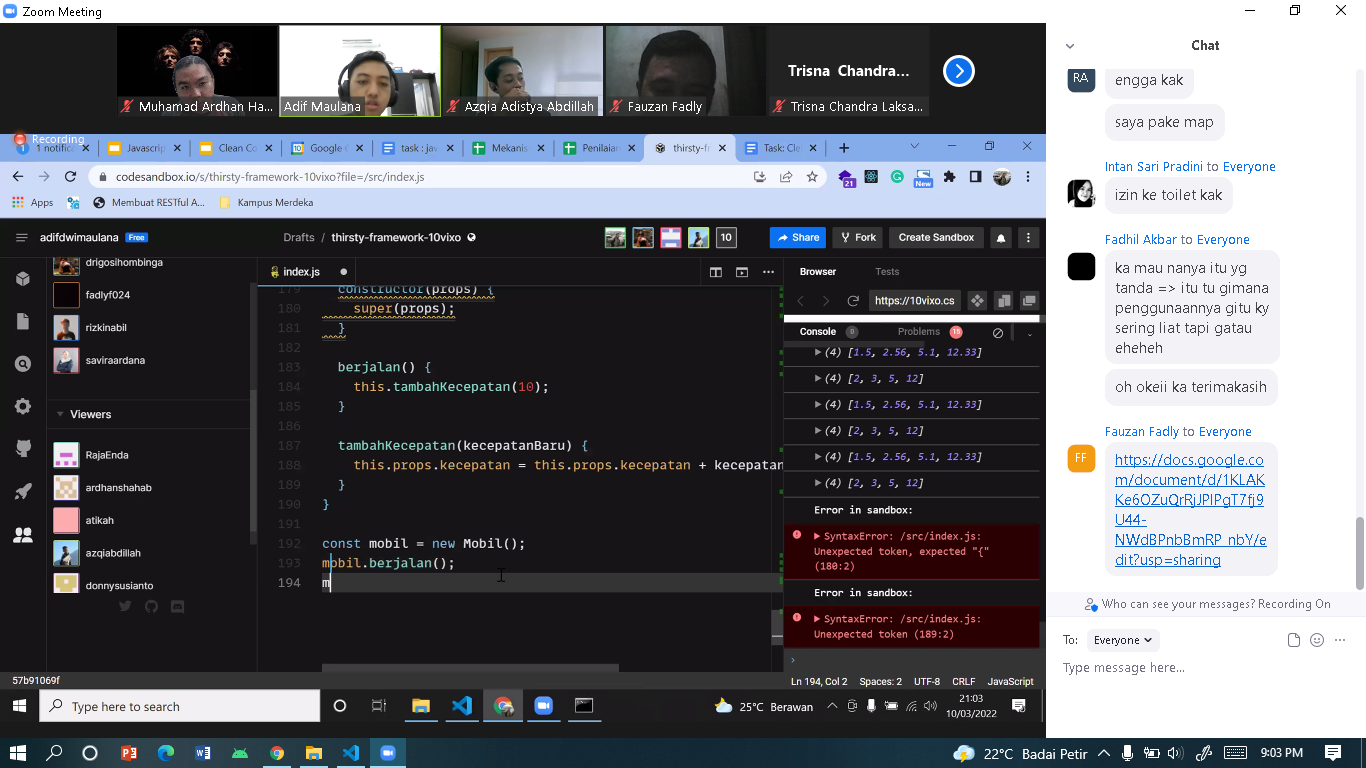 Zoom Meeting
Muhamad Ardhan Ha...
Adif Maulana
Azqia Adistya Abdillah
Fauzan Fadly
Trisna Chandra...
Trisna Chandra Laksa...
Recording
1 notific
Javascrip
Clean Co
Google
task : jav
Mekanis
Penilaian
thirsty-fr
Task: Cle
codesandbox.io/s/thirsty-framework-10vixo?file=/src/index.js
21
New
Apps
Membuat RESTful A...
Kampus Merdeka
adifdwimaulana
Free
Drafts / thirsty-framework-10vixo
10
Share
Fork
Create Sandbox
drigosihombinga
fadlyf024
rizkinabil
saviraardana
Viewers
RajaEnda
ardhanshahab
atikah
azqiabdillah
donnysusianto
57b91069f
index.js
179 constructor(props) {
180 super(props);
181 }
182
183 berjalan() {
184 this.tambahKecepatan(10);
185 }
186
187 tambahKecepatan(kecepatanBaru) {
188 this.props.kecepatan = this.props.kecepatan + kecepatan
189 }
190 }
191
192 const mobil = new Mobil();
193 mobil.berjalan();
194 m
Browser
Tests
https://10vixo.cs
Console 0
Problems 15
(4) [1.5, 2.56, 5.1, 12.33]
(4) [2, 3, 5, 12]
(4) [1.5, 2.56, 5.1, 12.33]
(4) [2, 3, 5, 12]
(4) [1.5, 2.56, 5.1, 12.33]
(4) [2, 3, 5, 12]
Error in sandbox:
SyntaxError: /src/index.js:
Unexpected token, expected "{"
(180:2)
Error in sandbox:
SyntaxError: /src/index.js:
Unexpected token (189:2)
Ln 194, Col 2
Spaces: 2
UTF-8
CRLF
JavaScript
Type here to search
25°C Berawan
21:03
10/03/2022
Chat
RA
engga kak
saya pake map
Intan Sari Pradini to Everyone
izin ke toilet kak
Fadhil Akbar to Everyone
ka mau nanya itu yg
tanda => itu tu gimana
penggunaannya gitu ky
sering liat tapi gatau
eheheh
oh okeii ka terimakasih
Fauzan Fadly to Everyone
FF
https://docs.google.co
m/document/d/1KLAK
Ke6OZuQrRjJPlPgT7fj9
U44-
NWdBPnbBmRP_nbY/e
dit?usp=sharing
Who can see your messages? Recording On
To: Everyone
Type message here...
22°C Badai Petir
9:03 PM